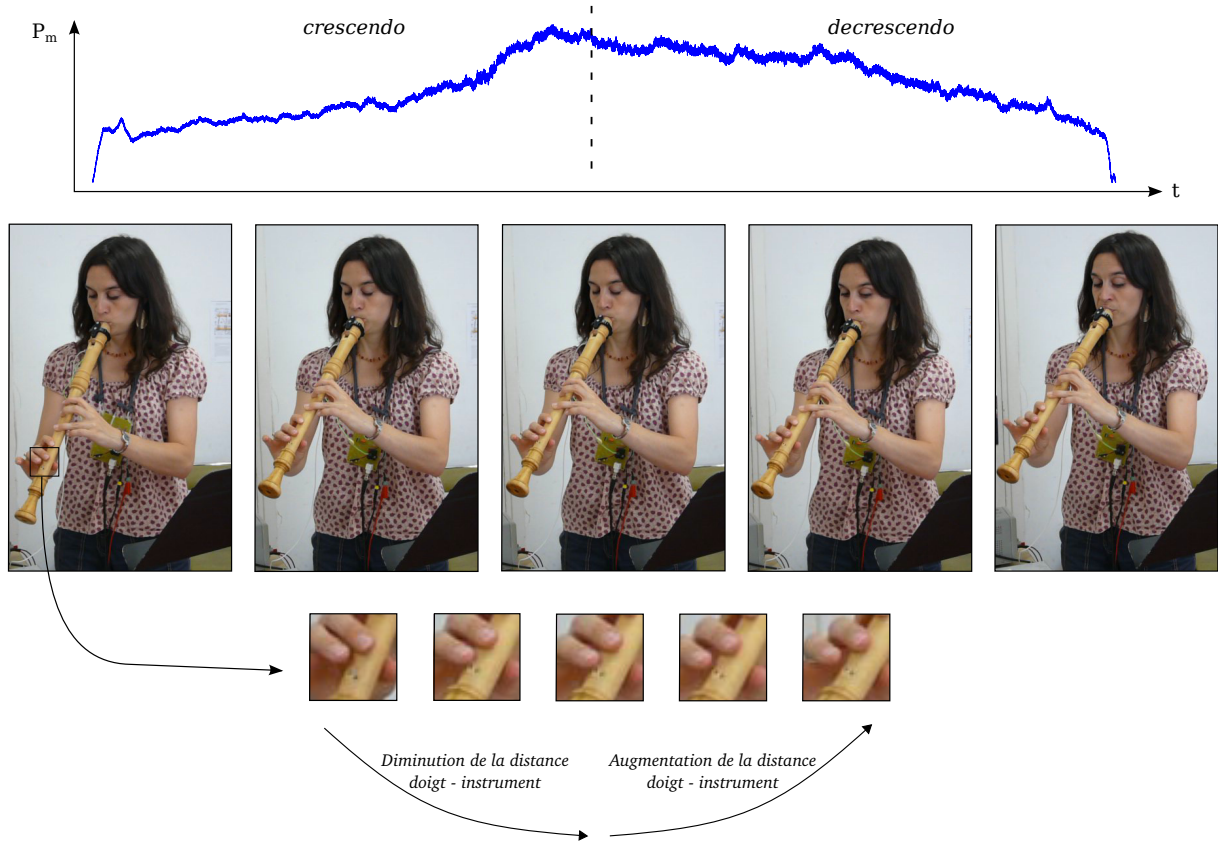 P_m
crescendo
decrescendo
t
Diminution de la distance
doigt - instrument
Augmentation de la distance
doigt - instrument